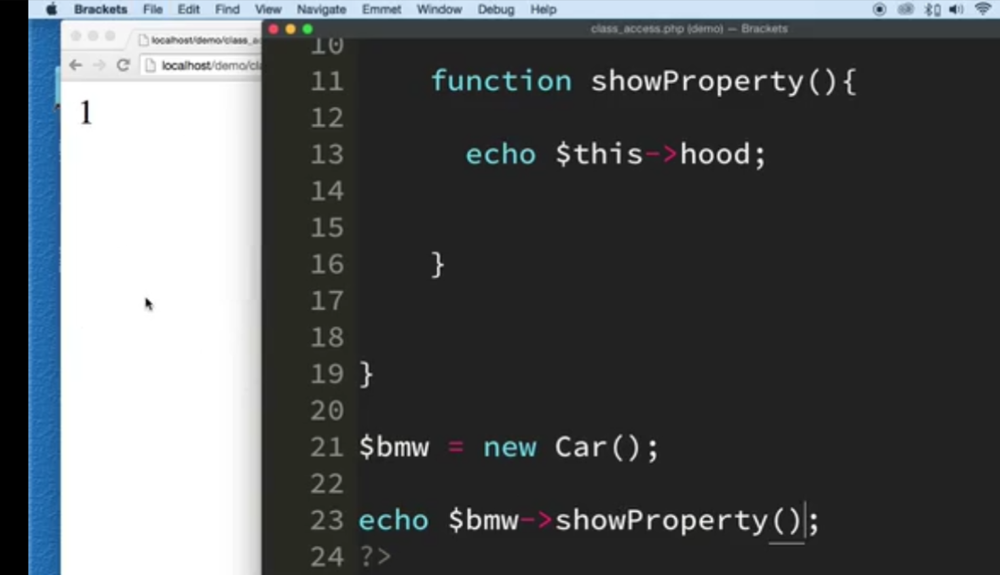 Brackets File Edit Find View Navigate Emmet Window Debug Help
class_access.php (demo) — Brackets
localhost/demo/class_a
localhost/demo/cl
1
10
11 function showProperty(){
12
13 echo $this->hood;
14
15
16 }
17
18
19 }
20
21 $bmw = new Car();
22
23 echo $bmw->showProperty();
24 ?>